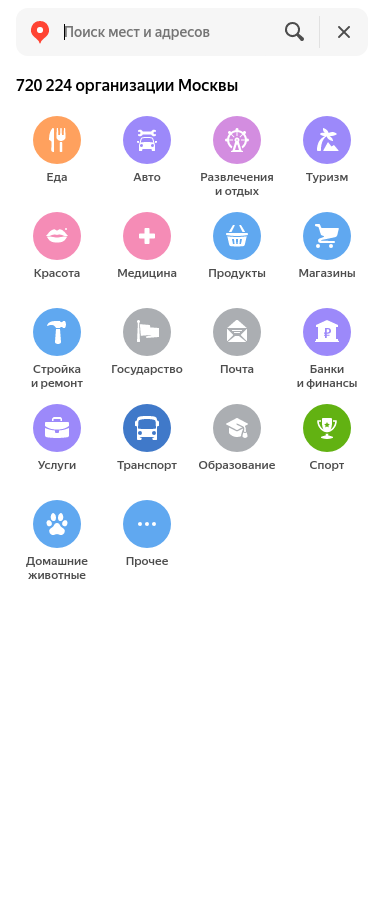 Поиск мест и адресов
720 224 организации Москвы
Еда
Авто
Развлечения
и отдых
Туризм
Красота
Медицина
Продукты
Магазины
Стройка
и ремонт
Государство
Почта
₽
Банки
и финансы
Услуги
Транспорт
Образование
Спорт
Домашние
животные
Прочее